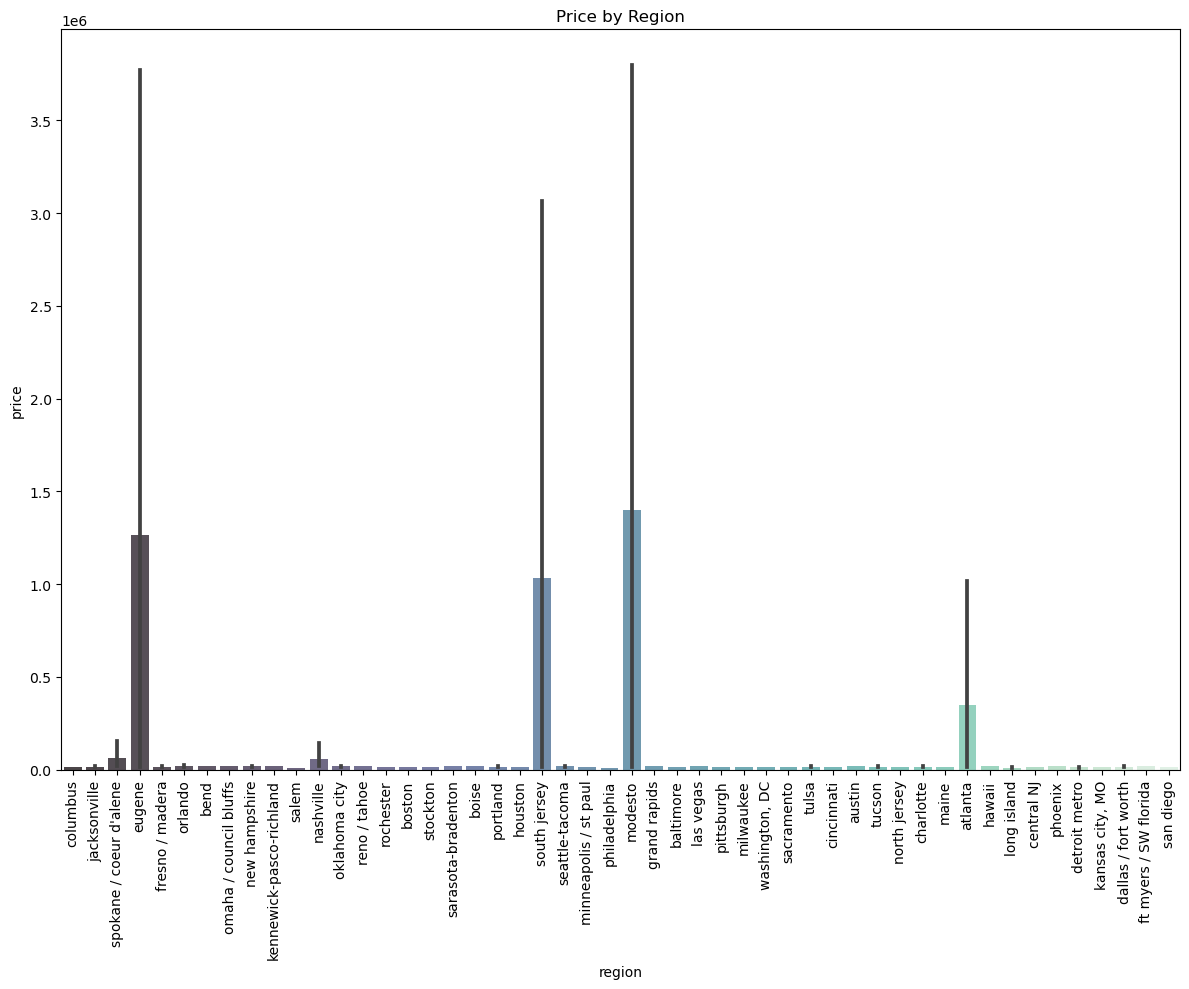 Price by Region
1e6
3.5
3.0
2.5
2.0
1.5
1.0
0.5
0.0
price
columbus
jacksonville
spokane / coeur d'alene
eugene
fresno / madera
orlando
bend
omaha / council bluffs
new hampshire
kennewick-pasco-richland
salem
nashville
oklahoma city
reno / tahoe
rochester
boston
stockton
sarasota-bradenton
boise
portland
houston
south jersey
seattle-tacoma
minneapolis / st paul
philadelphia
modesto
grand rapids
baltimore
las vegas
pittsburgh
milwaukee
washington, DC
sacramento
tulsa
cincinnati
austin
tucson
north jersey
charlotte
maine
atlanta
hawaii
long island
central NJ
phoenix
detroit metro
kansas city, MO
dallas / fort worth
ft myers / SW florida
san diego
region